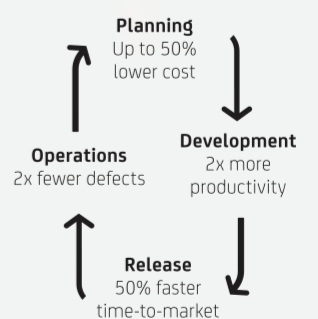 Planning
Up to 50%
lower cost
Development
2x more
productivity
Release
50% faster
time-to-market
Operations
2x fewer defects